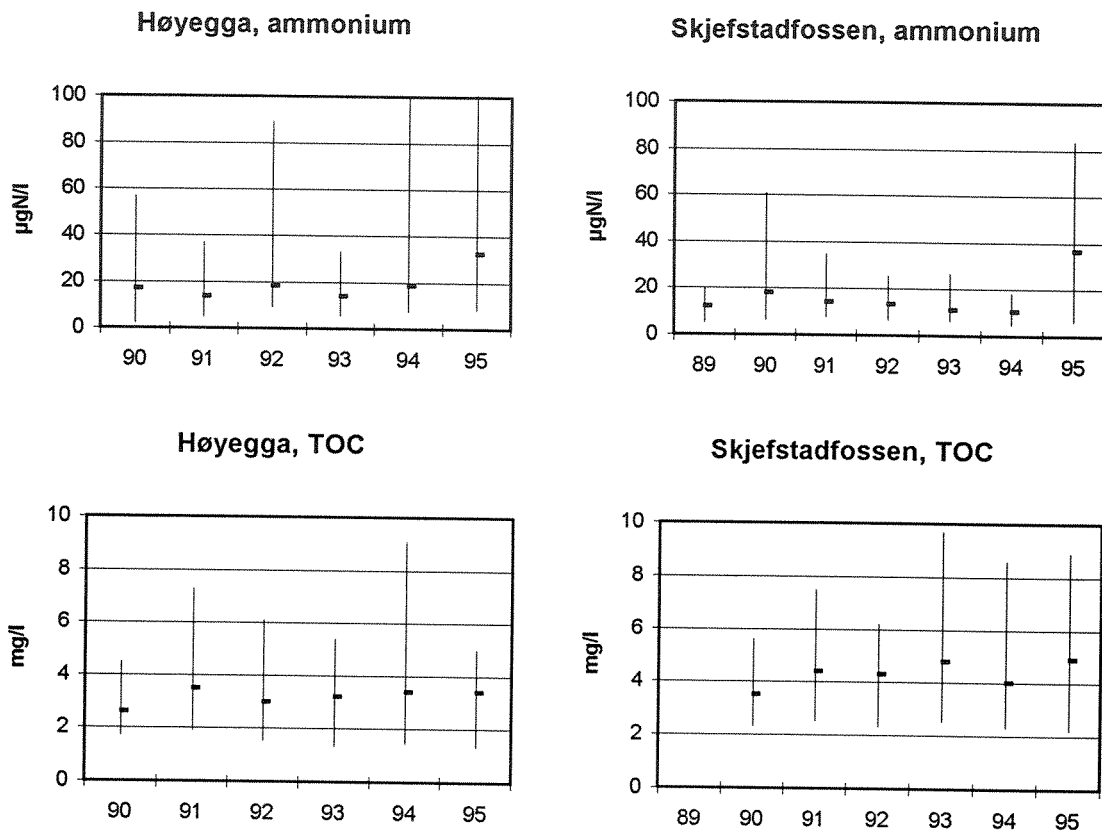 Høyegga, ammonium
100
80
60
40
20
0
µgN/l
90 91 92 93 94 95
Skjefstadfossen, ammonium
100
80
60
40
20
0
µgN/l
89 90 91 92 93 94 95
Høyegga, TOC
10
8
6
4
2
0
mg/l
90 91 92 93 94 95
Skjefstadfossen, TOC
10
8
6
4
2
0
mg/l
89 90 91 92 93 94 95